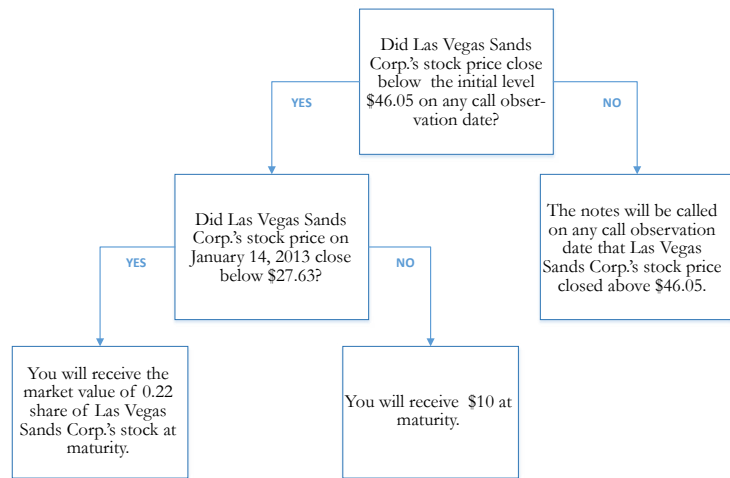 Did Las Vegas Sands
Corp.'s stock price close
below the initial level
$46.05 on any call obser-
vation date?
YES
NO
Did Las Vegas Sands
Corp.'s stock price on
January 14, 2013 close
below $27.63?
The notes will be called
on any call observation
date that Las Vegas
Sands Corp.'s stock price
closed above $46.05.
YES
NO
You will receive the
market value of 0.22
share of Las Vegas
Sands Corp.'s stock at
maturity.
You will receive $10 at
maturity.